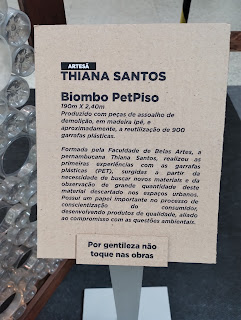 ARTESÃ
THIANA SANTOS
Biombo PetPiso
190m X 2,40m
Produzido com peças de assoalho de
demolição, em madeira ipê, e
aproximadamente, a reutilização de 900
garrafas plásticas.
Formada pela Faculdade de Belas Artes, a
pernambucana Thiana Santos, realizou as
primeiras experiências com as garrafas
plásticas (PET), surgidas a partir da
necessidade de buscar novos materiais e da
observação de grande quantidade deste
material descartado nos espaços urbanos.
Possui um papel importante no processo de
conscientização do consumidor,
desenvolvendo produtos de qualidade, aliado
ao compromisso com as questões ambientais.
Por gentileza não
toque nas obras